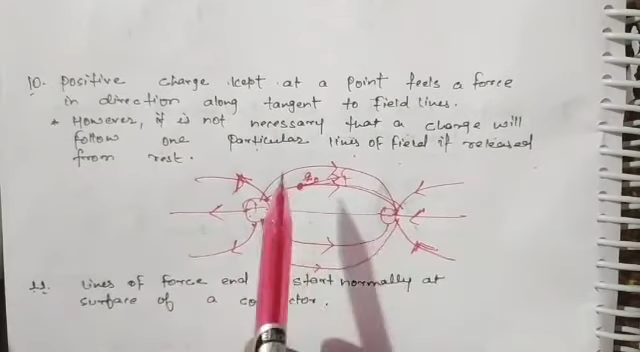 10. Positive charge kept at a point feels a force
in direction along tangent to field lines.
* However, it is not necessary that a charge will
follow one particular lines of field if released
from rest.
q0
+
-
11. Lines of force end start normally at
surface of a